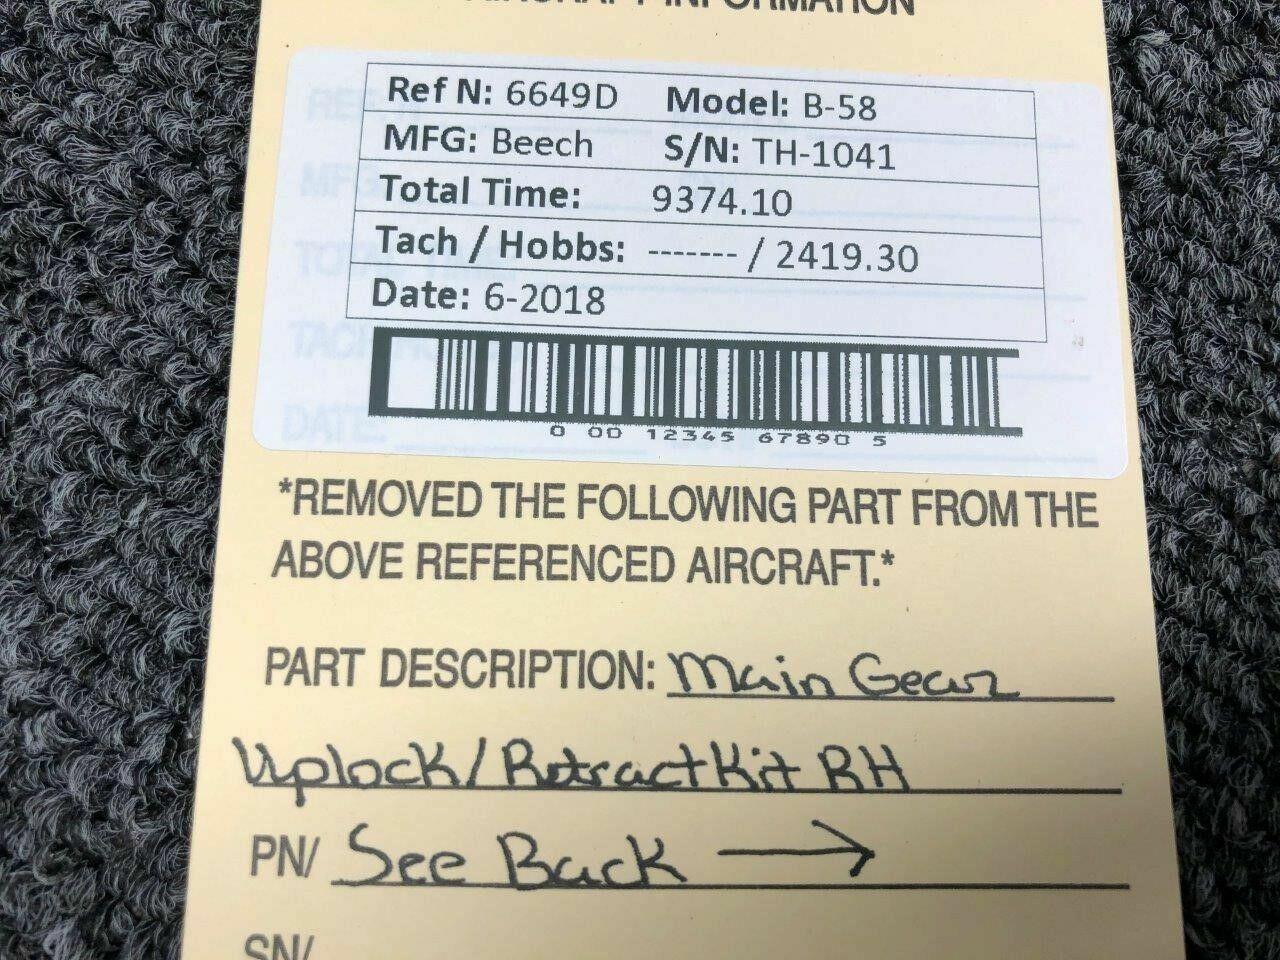 AIRCRAFT INFORMATION
Ref N: 6649D Model: B-58
MFG: Beech S/N: TH-1041
Total Time: 9374.10
Tach / Hobbs: ------- / 2419.30
Date: 6-2018
0 00 12345 67890 5
*REMOVED THE FOLLOWING PART FROM THE
ABOVE REFERENCED AIRCRAFT.*
PART DESCRIPTION: Main Gear
Uplock/Retract Kit RH
PN/ See Back →
SN/